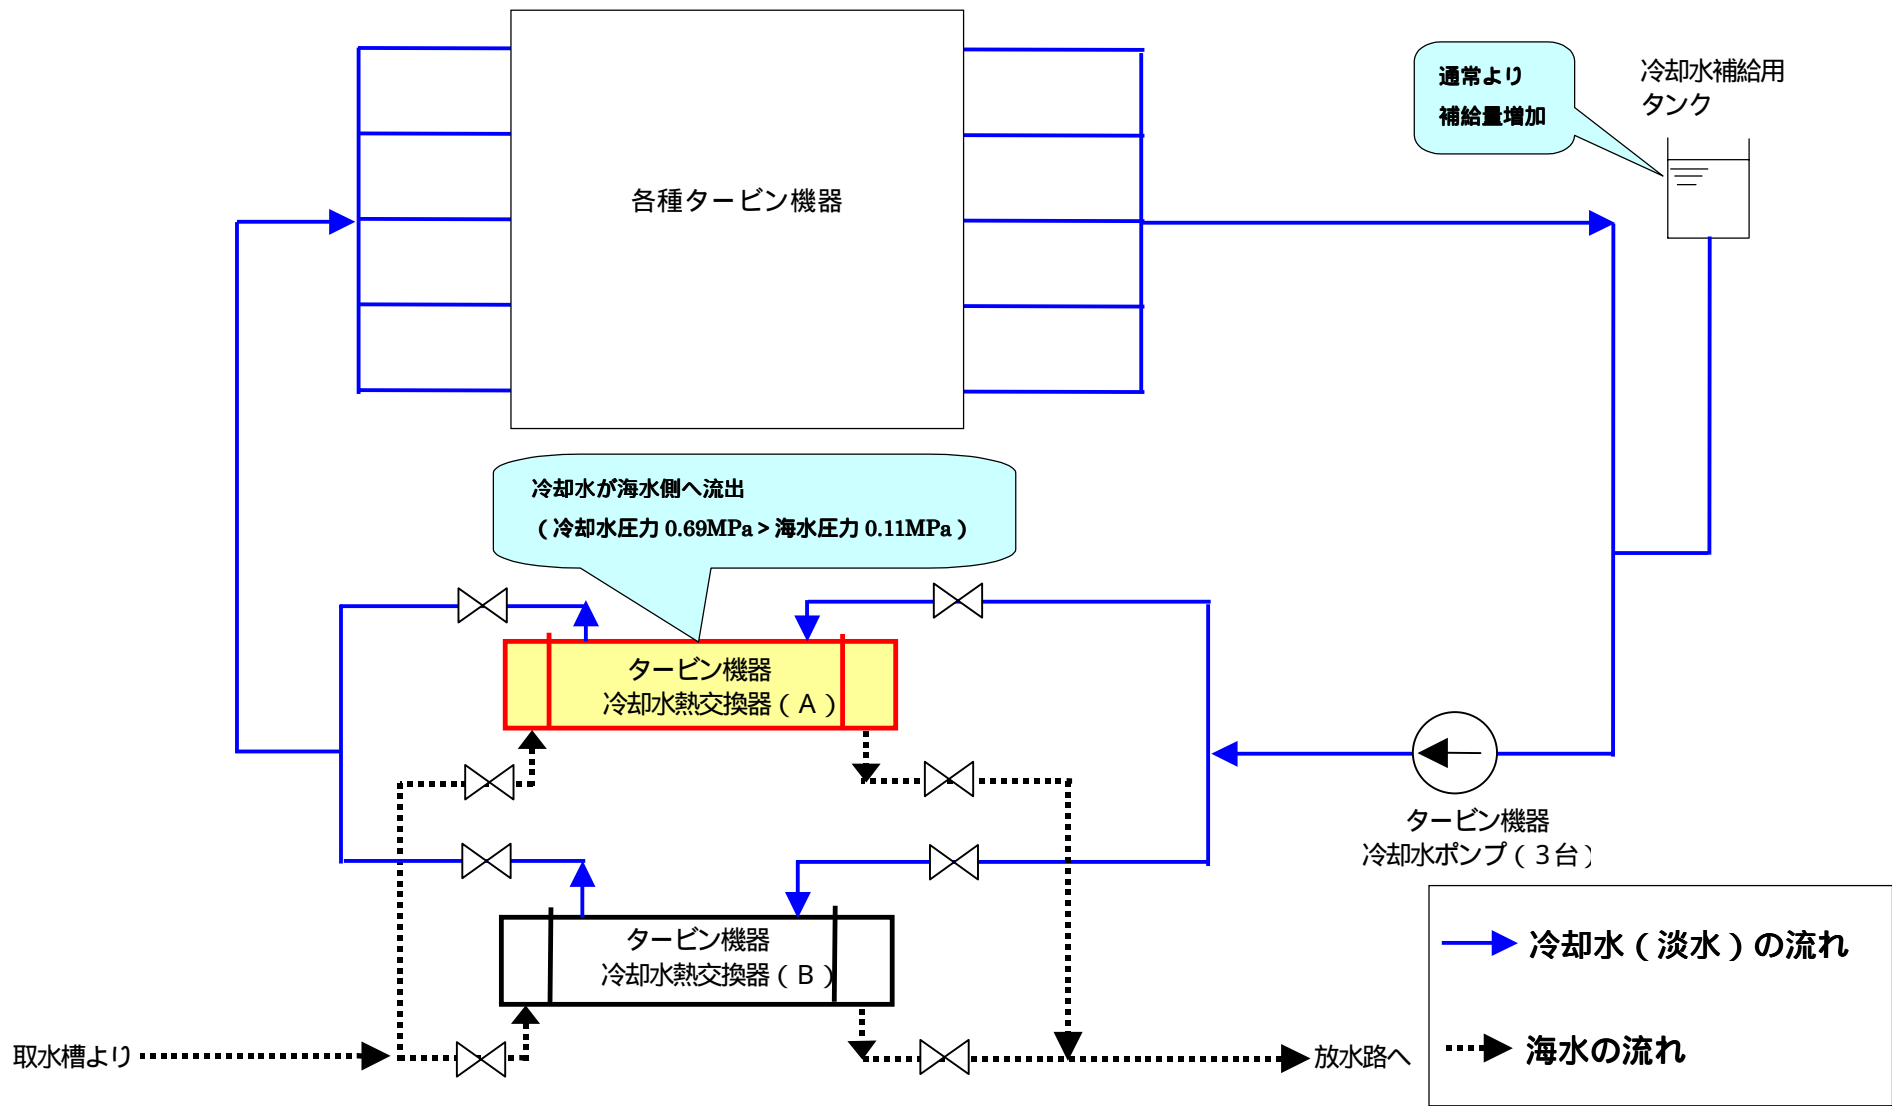 通常より
補給量増加
冷却水補給用
タンク
各種タービン機器
冷却水が海水側へ流出
(冷却水圧力 0.69MPa > 海水圧力 0.11MPa)
タービン機器
冷却水熱交換器(A)
タービン機器
冷却水ポンプ(3台)
タービン機器
冷却水熱交換器(B)
冷却水(淡水)の流れ
海水の流れ
取水槽より
放水路へ